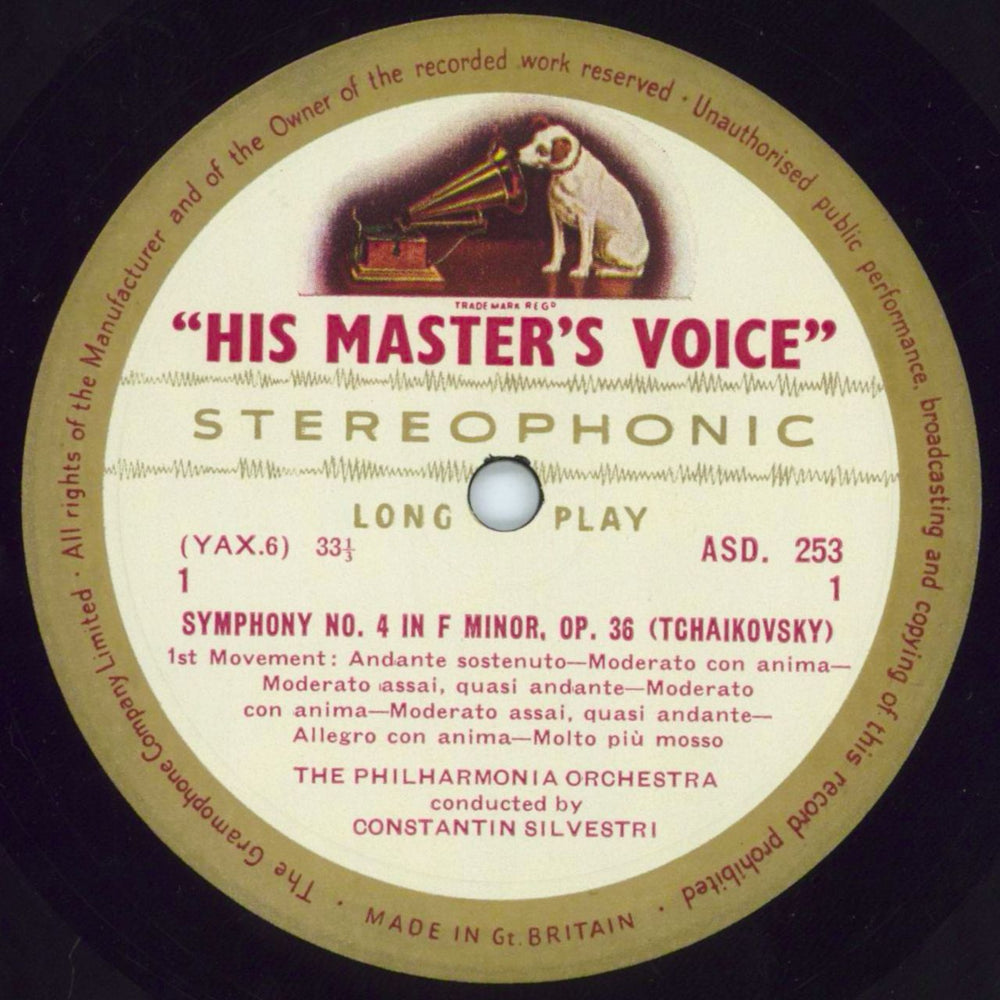 The Gramophone Company Limited · All rights of the Manufacturer and of the Owner of the recorded work reserved · Unauthorised public performance, broadcasting and copying of this record prohibited
TRADE MARK REGD
“HIS MASTER’S VOICE”
STEREOPHONIC
LONG PLAY
(YAX.6) 33⅓ ASD. 253
1 1
SYMPHONY NO. 4 IN F MINOR, OP. 36 (TCHAIKOVSKY)
1st Movement: Andante sostenuto—Moderato con anima—
Moderato assai, quasi andante—Moderato
con anima—Moderato assai, quasi andante—
Allegro con anima—Molto più mosso
THE PHILHARMONIA ORCHESTRA
conducted by
CONSTANTIN SILVESTRI
· MADE IN Gt. BRITAIN ·